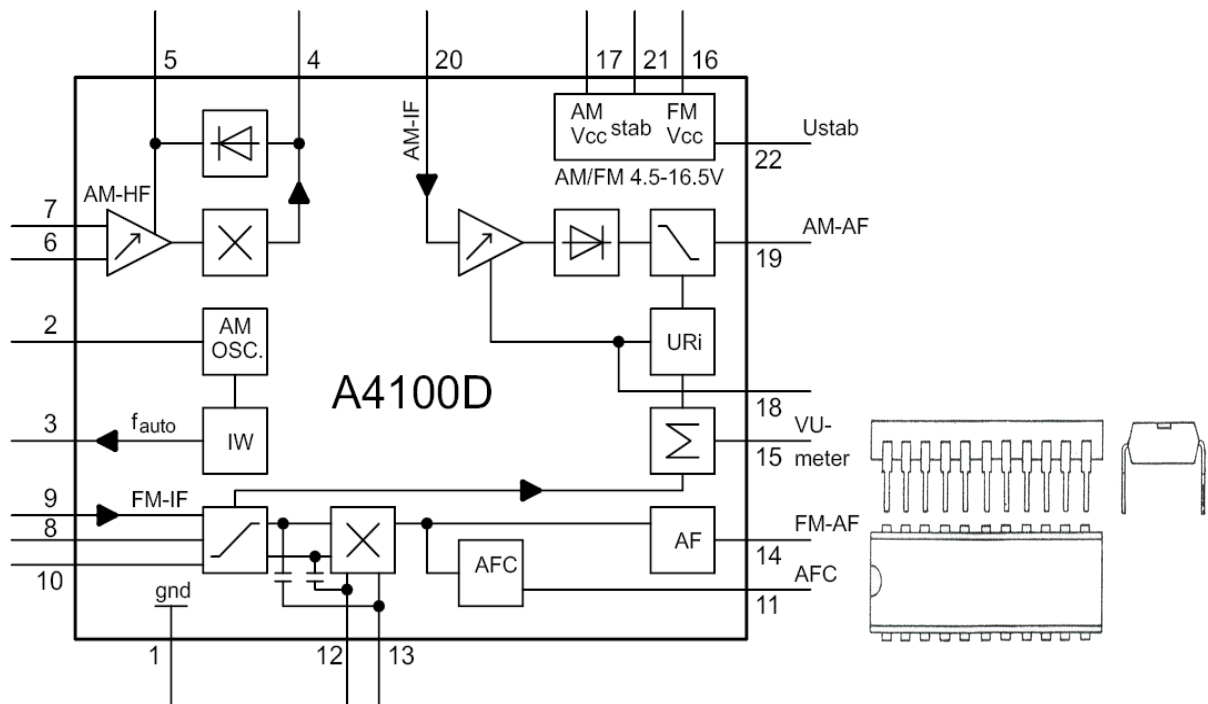 5
4
20
17 21 16
AM
Vcc
stab
FM
Vcc
Ustab
22
AM/FM 4.5-16.5V
AM-IF
AM-HF
7
6
AM-AF
19
2
AM
OSC.
URi
A4100D
18
3
fauto
IW
Σ
VU-
15 meter
9
FM-IF
8
10
FM-AF
AF
14
AFC
AFC
11
gnd
1
12
13